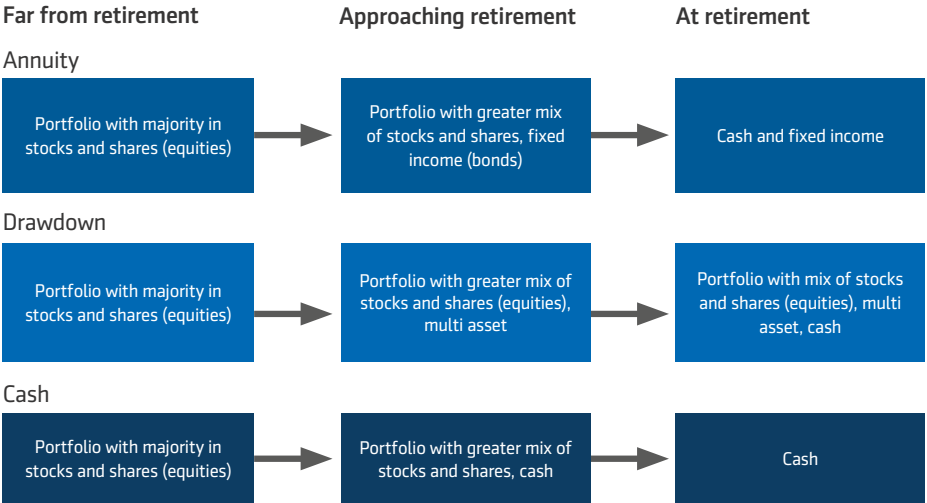 Far from retirement
Approaching retirement
At retirement
Annuity
Portfolio with majority in
stocks and shares (equities)
Portfolio with greater mix
of stocks and shares, fixed
income (bonds)
Cash and fixed income
Drawdown
Portfolio with majority in
stocks and shares (equities)
Portfolio with greater mix of
stocks and shares (equities),
multi asset
Portfolio with mix of stocks
and shares (equities), multi
asset, cash
Cash
Portfolio with majority in
stocks and shares (equities)
Portfolio with greater mix of
stocks and shares, cash
Cash